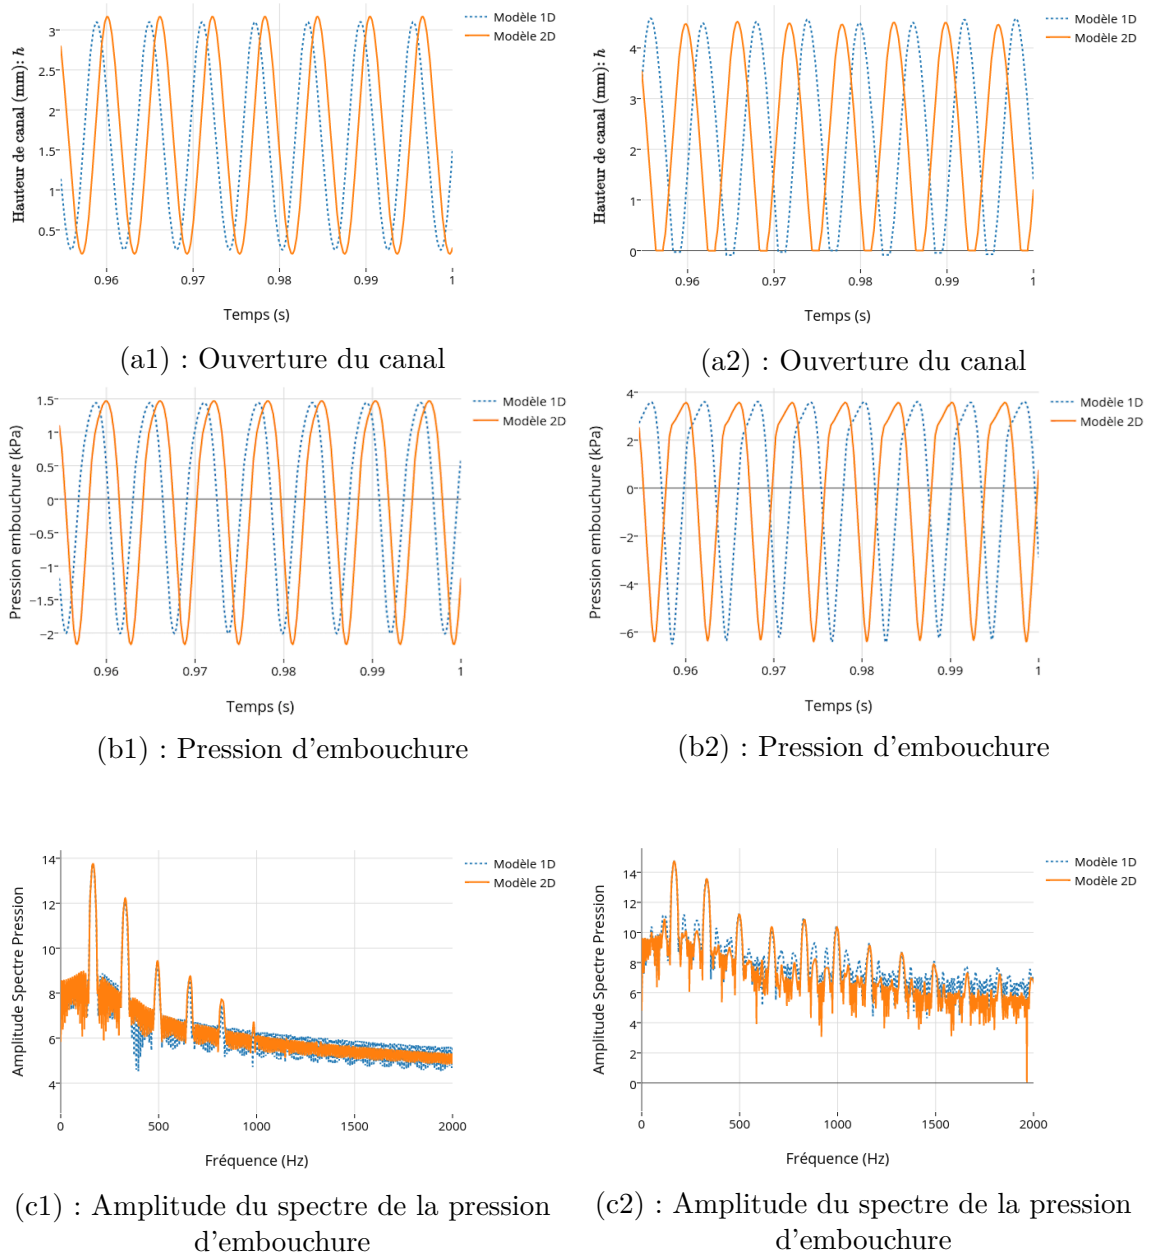 Modèle 1D
Modèle 2D
Hauteur de canal (mm): h
3
2.5
2
1.5
1
0.5
0.96
0.97
0.98
0.99
1
Temps (s)
(a1) : Ouverture du canal
Modèle 1D
Modèle 2D
Hauteur de canal (mm): h
4
3
2
1
0
0.96
0.97
0.98
0.99
1
Temps (s)
(a2) : Ouverture du canal
Modèle 1D
Modèle 2D
Pression embouchure (kPa)
1.5
1
0.5
0
−0.5
−1
−1.5
−2
0.96
0.97
0.98
0.99
1
Temps (s)
(b1) : Pression d'embouchure
Modèle 1D
Modèle 2D
Pression embouchure (kPa)
4
2
0
−2
−4
−6
0.96
0.97
0.98
0.99
1
Temps (s)
(b2) : Pression d'embouchure
Modèle 1D
Modèle 2D
Amplitude Spectre Pression
14
12
10
8
6
4
0
500
1000
1500
2000
Fréquence (Hz)
(c1) : Amplitude du spectre de la pression
d'embouchure
Modèle 1D
Modèle 2D
Amplitude Spectre Pression
14
12
10
8
6
4
2
0
0
500
1000
1500
2000
Fréquence (Hz)
(c2) : Amplitude du spectre de la pression
d'embouchure